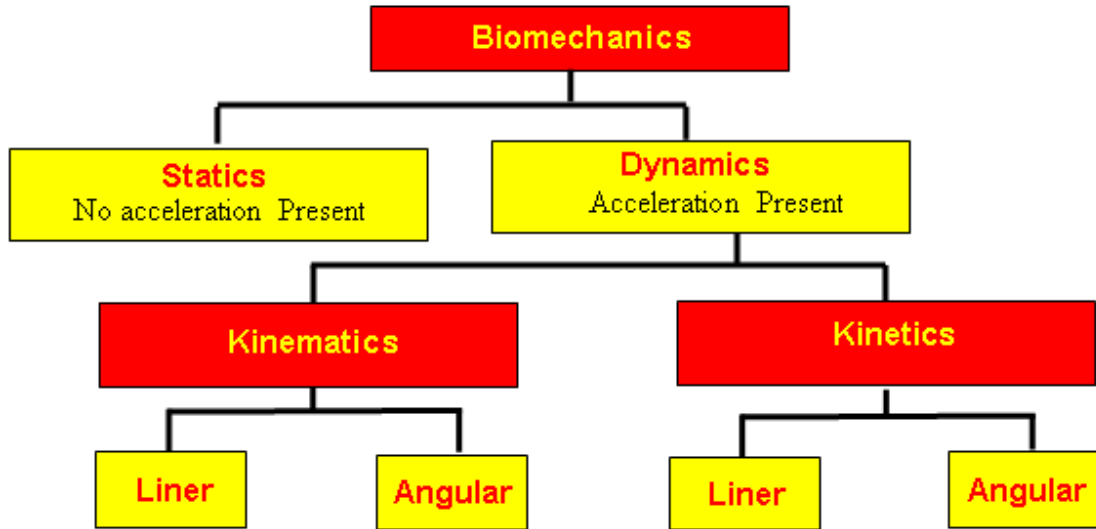 Biomechanics
Statics
No acceleration Present
Dynamics
Acceleration Present
Kinematics
Kinetics
Liner
Angular
Liner
Angular